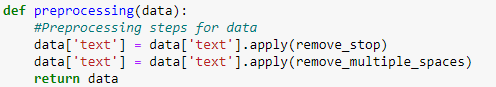 def preprocessing(data):
    #Preprocessing steps for data
    data['text'] = data['text'].apply(remove_stop)
    data['text'] = data['text'].apply(remove_multiple_spaces)
    return data